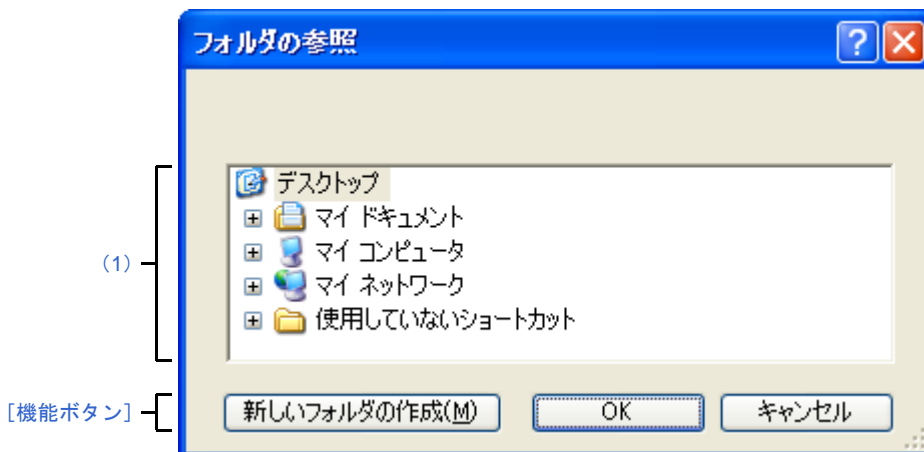 フォルダの参照
デスクトップ
マイ ドキュメント
マイ コンピュータ
(1)
マイ ネットワーク
使用していないショートカット
[機能ボタン]
新しいフォルダの作成(M) OK キャンセル